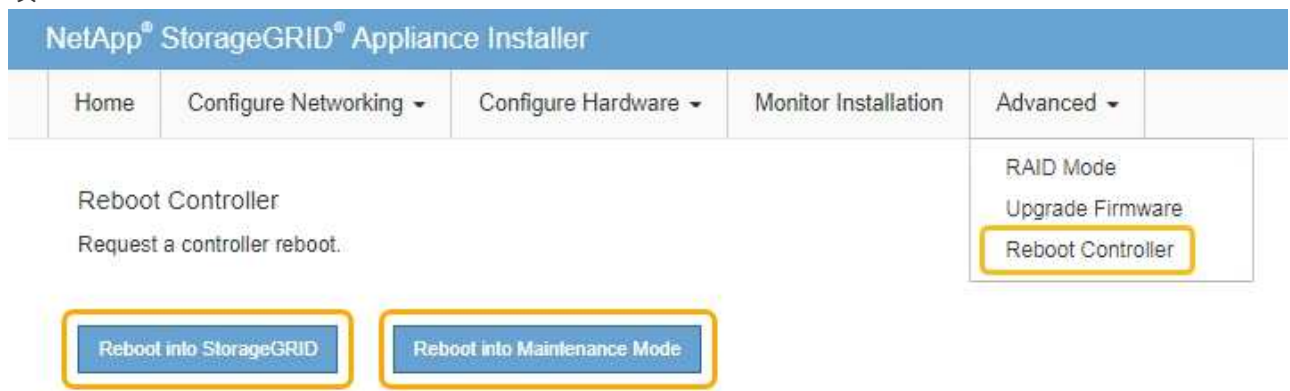 NetApp® StorageGRID® Appliance Installer
Home Configure Networking Configure Hardware Monitor Installation Advanced
RAID Mode
Upgrade Firmware
Reboot Controller
Reboot Controller
Request a controller reboot.
Reboot into StorageGRID Reboot into Maintenance Mode